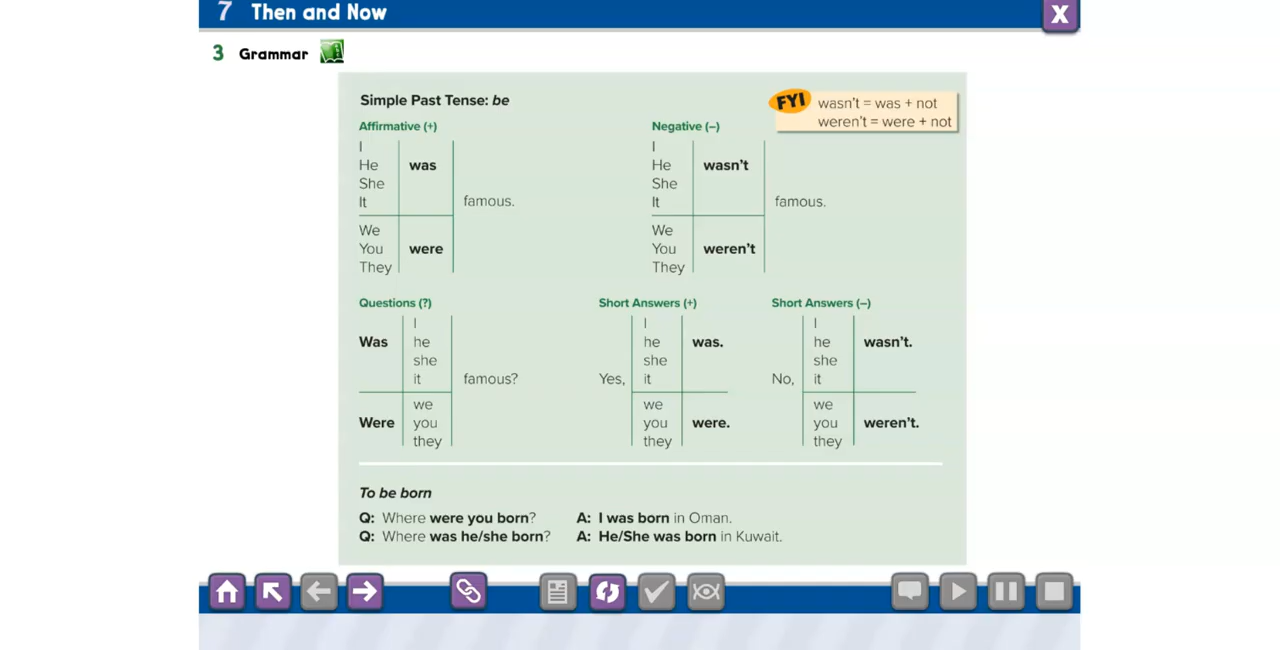 7 Then and Now
X
3 Grammar
Simple Past Tense: be
FYI wasn't = was + not
weren't = were + not
Affirmative (+)
I
He was
She
It famous.
We
You were
They
Negative (–)
I
He wasn't
She
It famous.
We
You weren't
They
Questions (?)
I
Was he
she
it famous?
we
Were you
they
Short Answers (+)
I
he was.
she
Yes, it
we
you were.
they
Short Answers (–)
I
he wasn't.
she
No, it
we
you weren't.
they
To be born
Q: Where were you born? A: I was born in Oman.
Q: Where was he/she born? A: He/She was born in Kuwait.